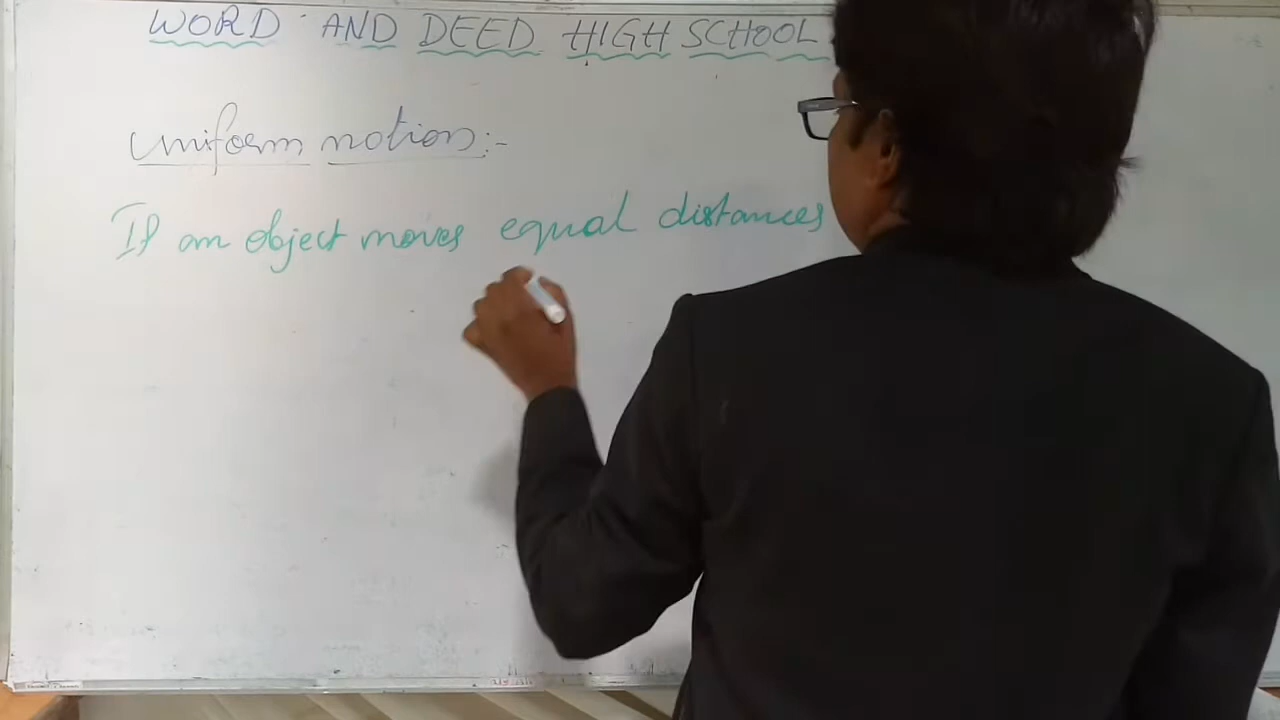 WORD AND DEED HIGH SCHOOL
Uniform motion:-
If an object moves equal distances